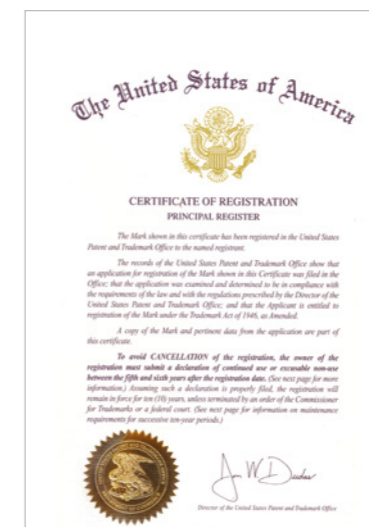 The United States of America
CERTIFICATE OF REGISTRATION
PRINCIPAL REGISTER
The Mark shown in this certificate has been registered in the United States
Patent and Trademark Office to the named registrant.
The records of the United States Patent and Trademark Office show that
an application for registration of the Mark shown in this Certificate was filed in the
Office; that the application was examined and determined to be in compliance with
the requirements of the law and with the regulations prescribed by the Director of the
United States Patent and Trademark Office; and that the Applicant is entitled to
registration of the Mark under the Trademark Act of 1946, as Amended.
A copy of the Mark and pertinent data from the application are part of
this certificate.
To avoid CANCELLATION of the registration, the owner of the
registration must submit a declaration of continued use or excusable non-use
between the fifth and sixth years after the registration date. (See next page for more
information.) Assuming such a declaration is properly filed, the registration will
remain in force for ten (10) years, unless terminated by an order of the Commissioner
for Trademarks or a federal court. (See next page for information on maintenance
requirements for successive ten-year periods.)
Jon W Dudas
Director of the United States Patent and Trademark Office